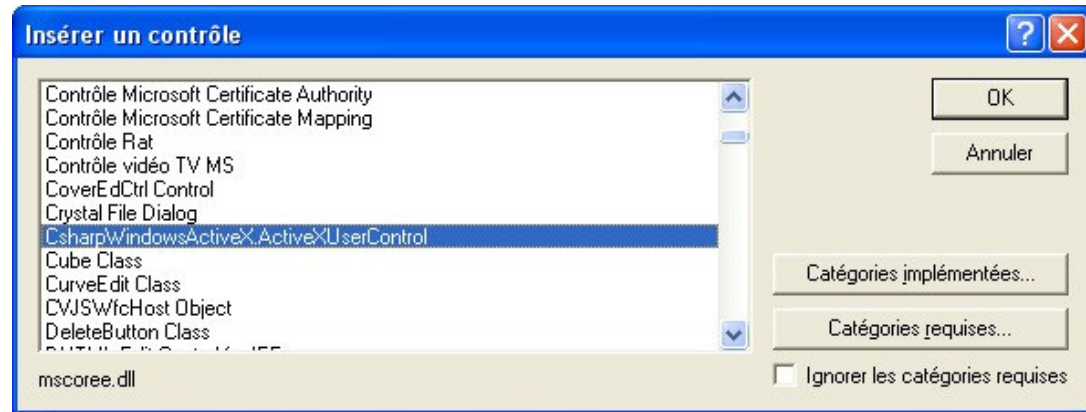 Insérer un contrôle
Contrôle Microsoft Certificate Authority
Contrôle Microsoft Certificate Mapping
Contrôle Rat
Contrôle vidéo TV MS
CoverEdCtrl Control
Crystal File Dialog
CsharpWindowsActiveX.ActiveXUserControl
Cube Class
CurveEdit Class
CVJSWfcHost Object
DeleteButton Class
mscoree.dll
OK
Annuler
Catégories implémentées...
Catégories requises...
Ignorer les catégories requises